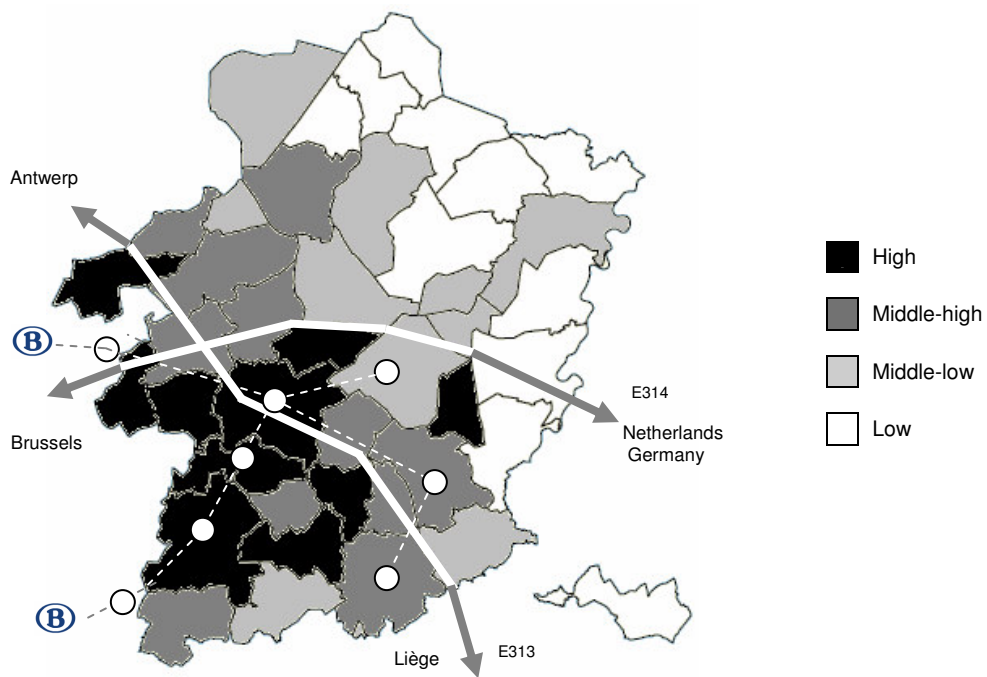 Antwerp
B
Brussels
B
Liège
E313
E314
Netherlands
Germany
High
Middle-high
Middle-low
Low